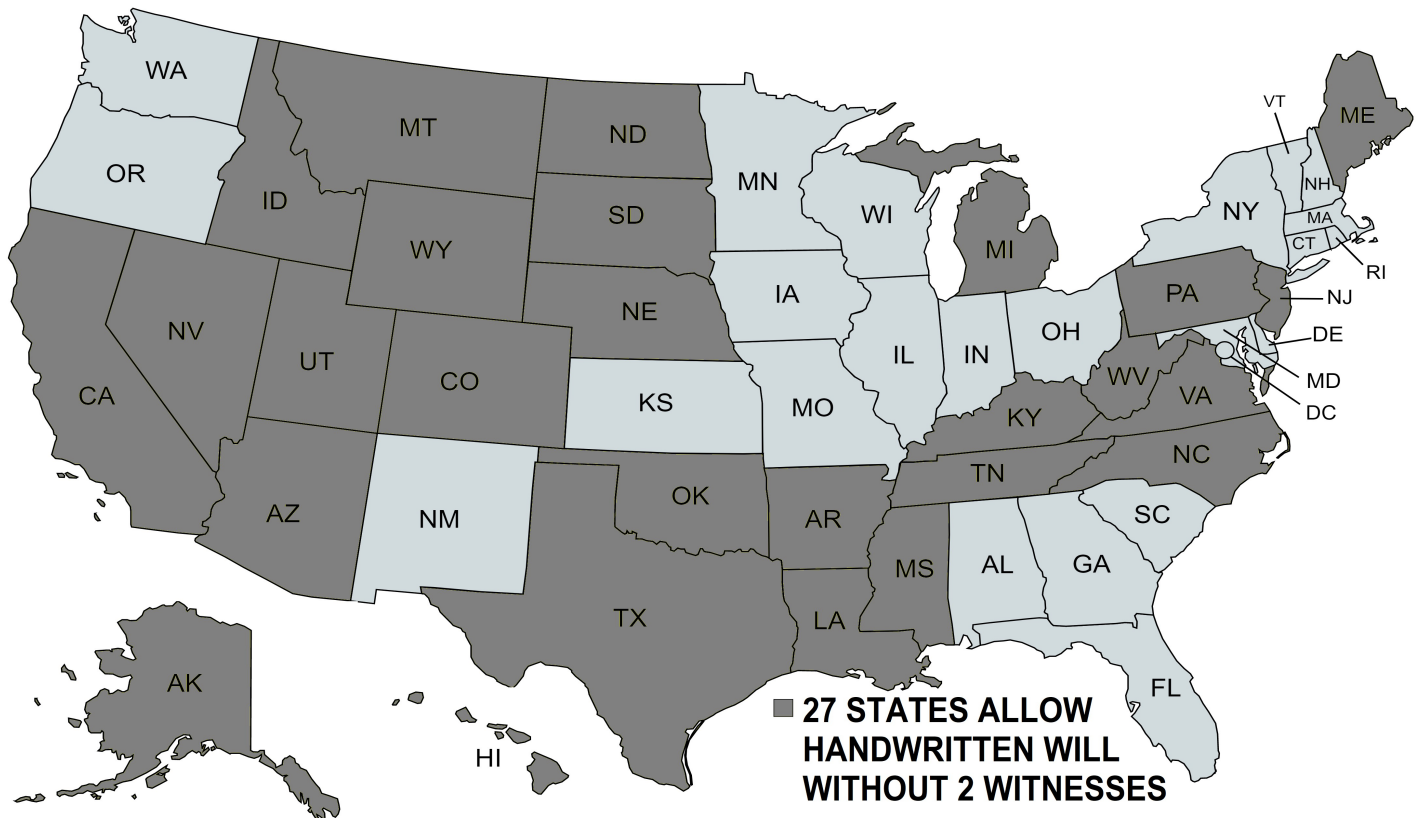 WA
MT
ND
MN
VT
ME
OR
ID
SD
WI
NH
NY
MA
WY
MI
CT
RI
IA
NE
PA
NJ
NV
OH
DE
UT
IL
IN
CO
WV
MD
CA
KS
MO
VA
DC
KY
NC
TN
OK
AZ
NM
AR
SC
MS
AL
GA
TX
LA
AK
FL
HI
27 STATES ALLOW
HANDWRITTEN WILL
WITHOUT 2 WITNESSES